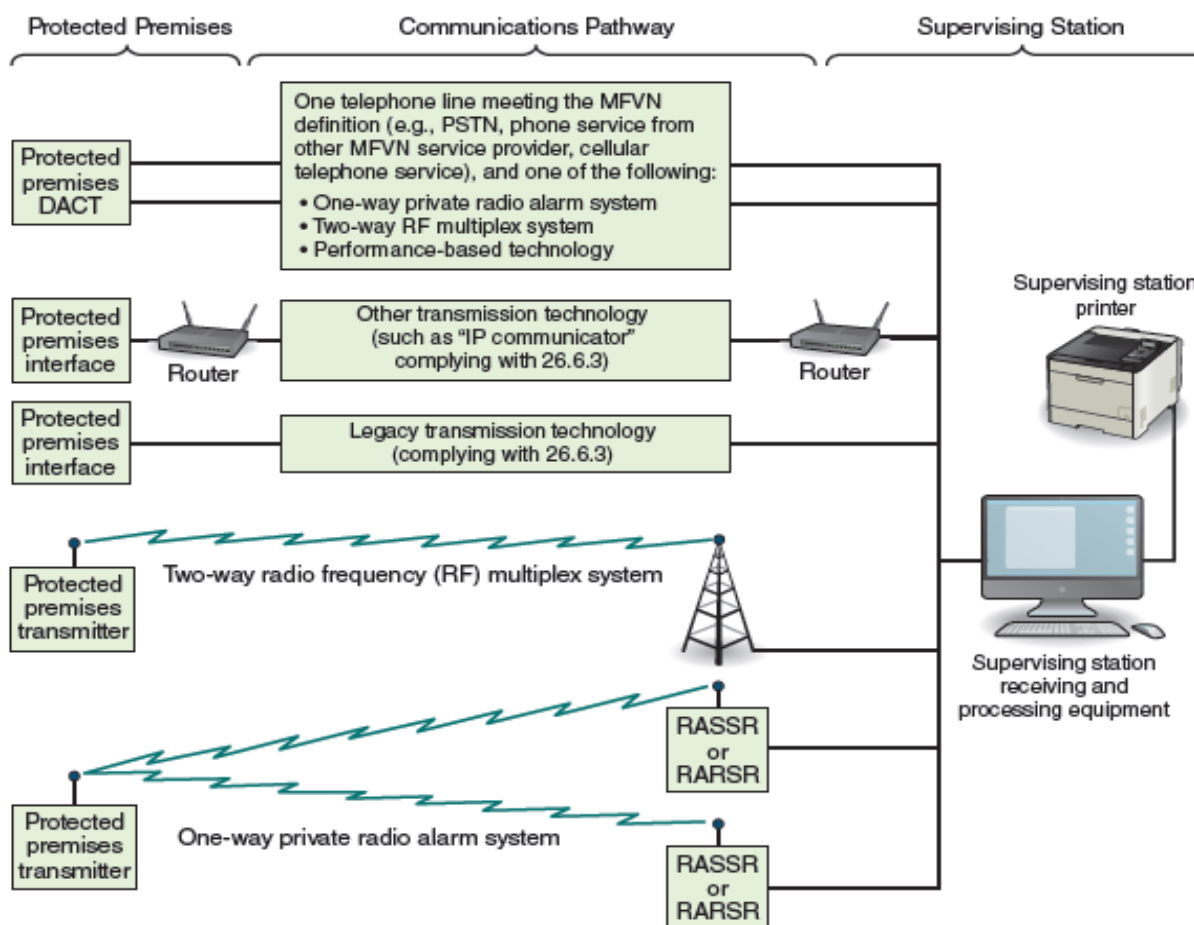 Protected Premises
Communications Pathway
Supervising Station
Protected
premises
DACT
One telephone line meeting the MFVN
definition (e.g., PSTN, phone service from
other MFVN service provider, cellular
telephone service), and one of the following:
• One-way private radio alarm system
• Two-way RF multiplex system
• Performance-based technology
Supervising station
printer
Protected
premises
interface
Router
Other transmission technology
(such as “IP communicator”
complying with 26.6.3)
Router
Protected
premises
interface
Legacy transmission technology
(complying with 26.6.3)
Two-way radio frequency (RF) multiplex system
Protected
premises
transmitter
Supervising station
receiving and
processing equipment
RASSR
or
RARSR
Protected
premises
transmitter
One-way private radio alarm system
RASSR
or
RARSR